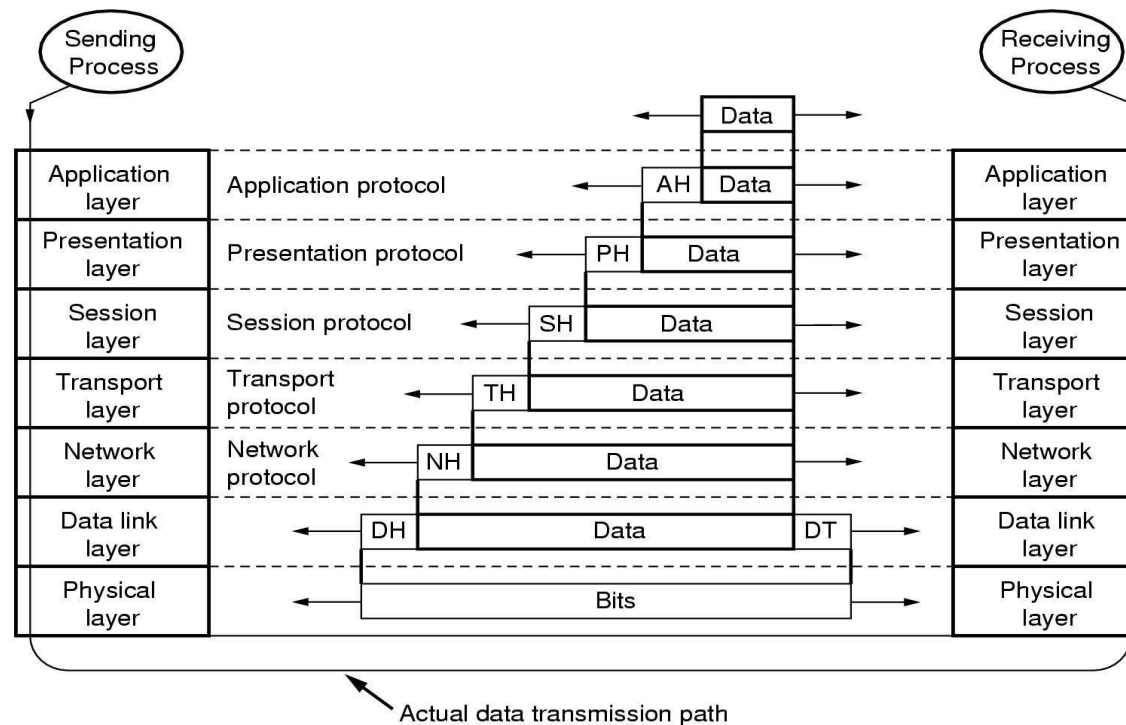 Sending
Process
Receiving
Process
Data
Application
layer
Application protocol
AH
Data
Application
layer
Presentation
layer
Presentation protocol
PH
Data
Presentation
layer
Session
layer
Session protocol
SH
Data
Session
layer
Transport
layer
Transport
protocol
TH
Data
Transport
layer
Network
layer
Network
protocol
NH
Data
Network
layer
Data link
layer
DH
Data
DT
Data link
layer
Physical
layer
Bits
Physical
layer
Actual data transmission path